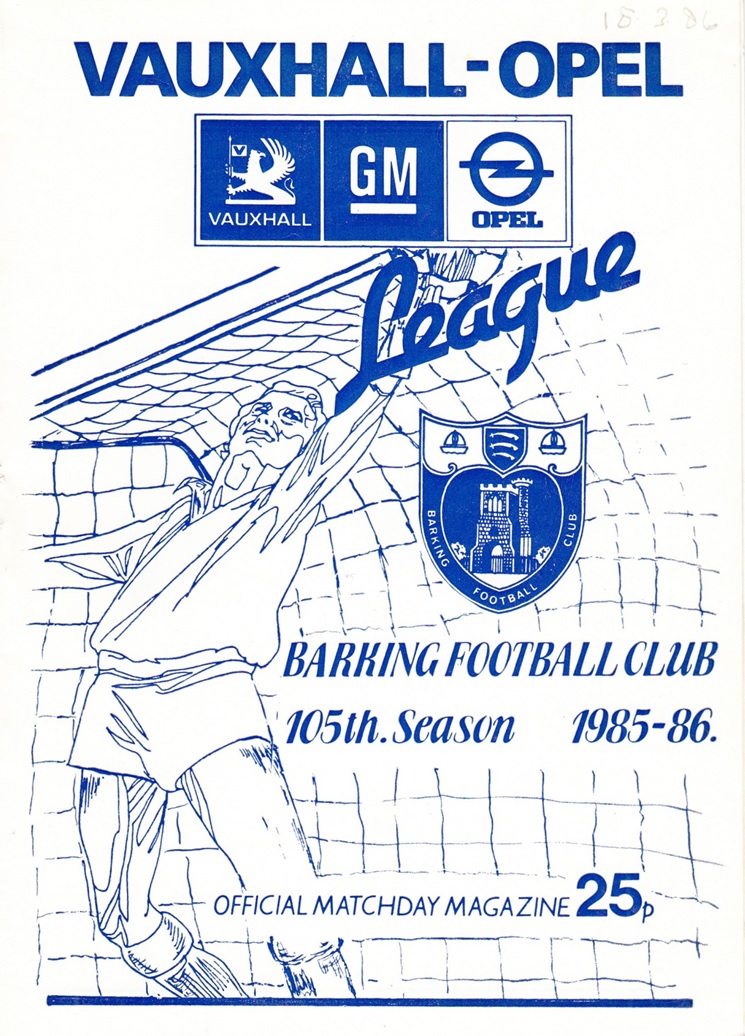 18.3.86
VAUXHALL-OPEL
VAUXHALL
GM
OPEL
League
BARKING FOOTBALL CLUB
BARKING FOOTBALL CLUB
105th. Season 1985-86.
OFFICIAL MATCHDAY MAGAZINE 25p